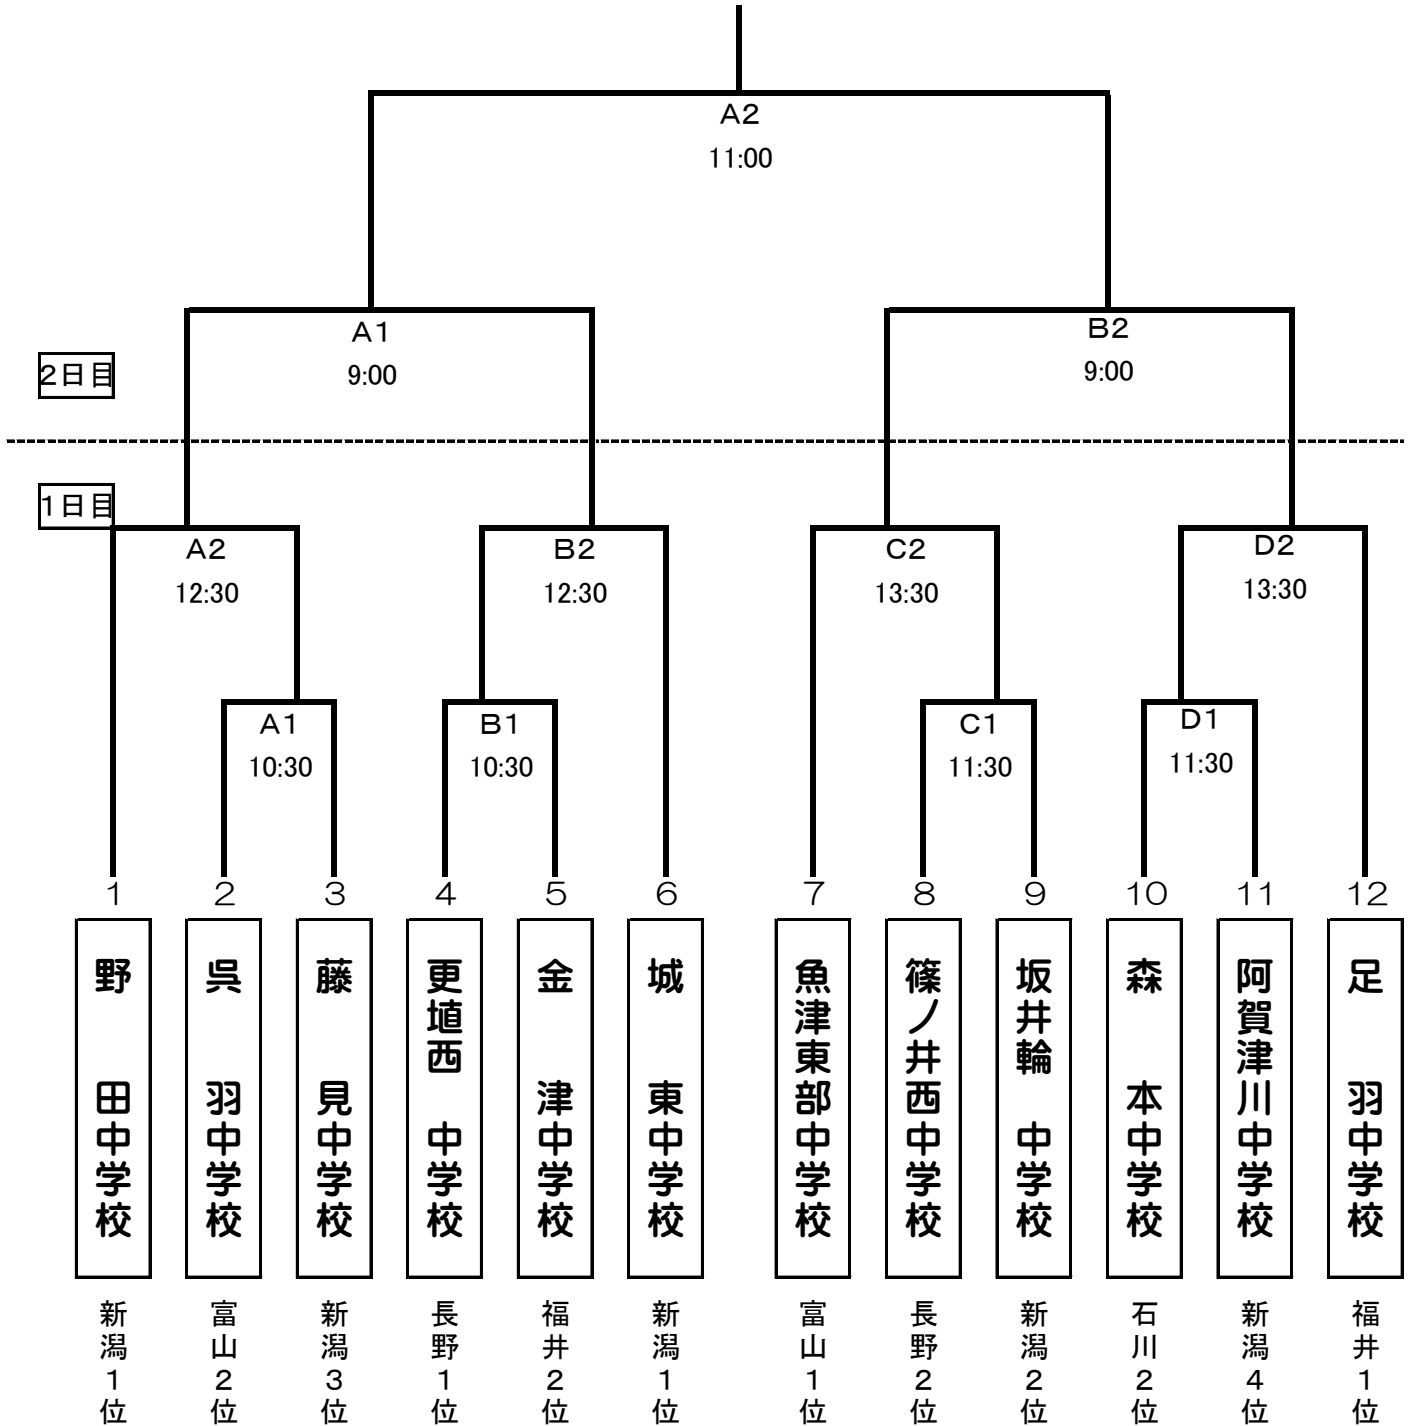 A2
11:00
A1
9:00
B2
9:00
2日目
1日目
A2
12:30
B2
12:30
C2
13:30
D2
13:30
A1
10:30
B1
10:30
C1
11:30
D1
11:30
1
2
3
4
5
6
7
8
9
10
11
12
野田中学校
呉羽中学校
藤見中学校
更埴西中学校
金津中学校
城東中学校
魚津東部中学校
篠ノ井西中学校
坂井輪中学校
森本中学校
阿賀津川中学校
足羽中学校
新潟1位
富山2位
新潟3位
長野1位
福井2位
新潟1位
富山1位
長野2位
新潟2位
石川2位
新潟4位
福井1位